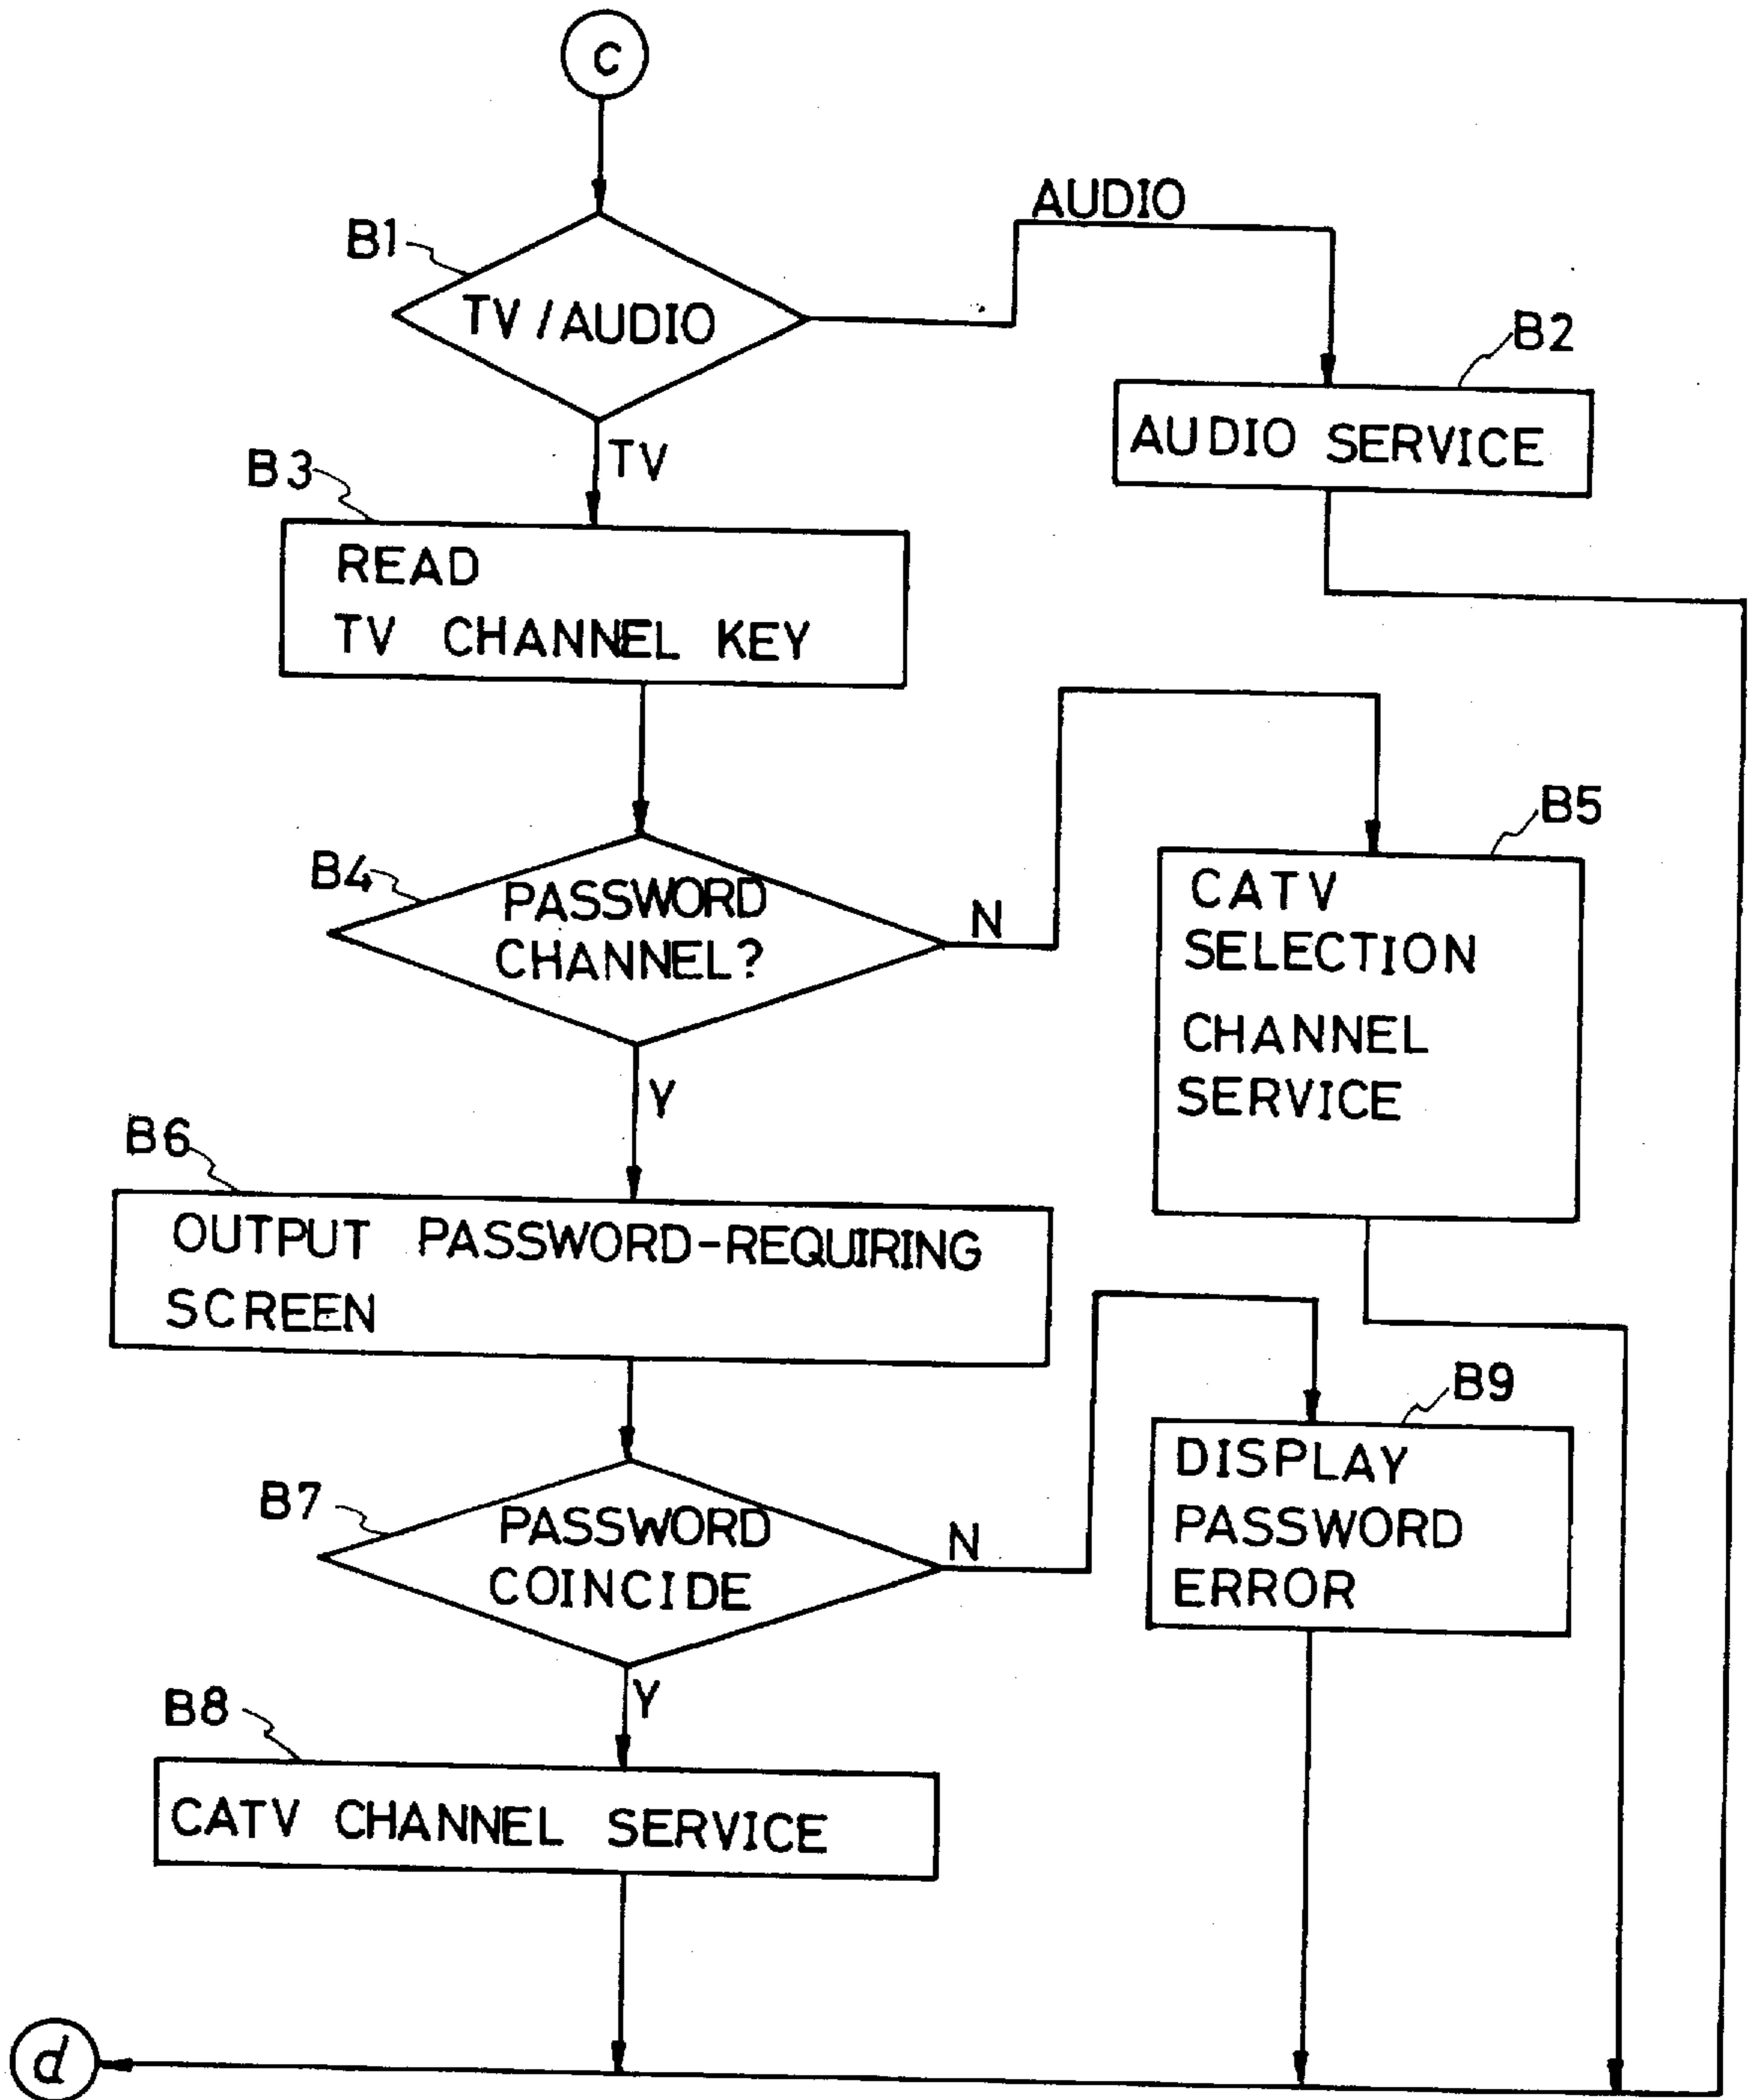 c
AUDIO
B1
TV/AUDIO
B2
AUDIO SERVICE
TV
B3
READ
TV CHANNEL KEY
B4
PASSWORD
CHANNEL?
N
B5
CATV
SELECTION
CHANNEL
SERVICE
Y
B6
OUTPUT PASSWORD-REQUIRING
SCREEN
B7
PASSWORD
COINCIDE
N
B9
DISPLAY
PASSWORD
ERROR
Y
B8
CATV CHANNEL SERVICE
d